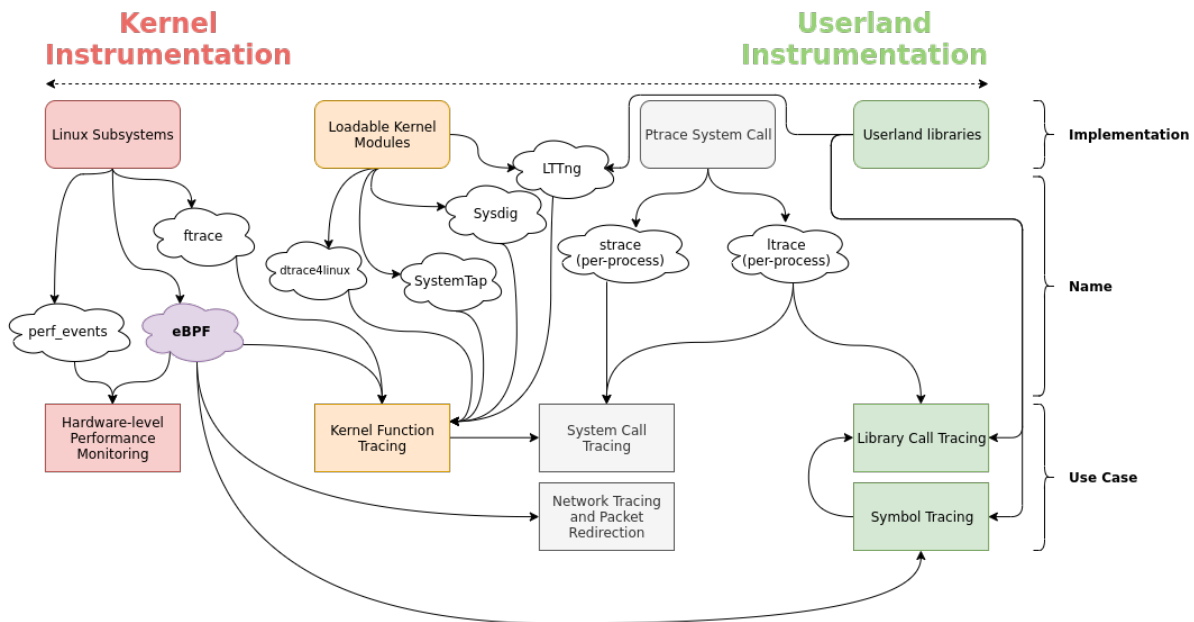 Kernel
Instrumentation
Userland
Instrumentation
Linux Subsystems
Loadable Kernel
Modules
Ptrace System Call
Userland libraries
Implementation
LTTng
Sysdig
ftrace
strace
(per-process)
ltrace
(per-process)
dtrace4linux
SystemTap
Name
perf_events
eBPF
Hardware-level
Performance
Monitoring
Kernel Function
Tracing
System Call
Tracing
Library Call Tracing
Use Case
Network Tracing
and Packet
Redirection
Symbol Tracing